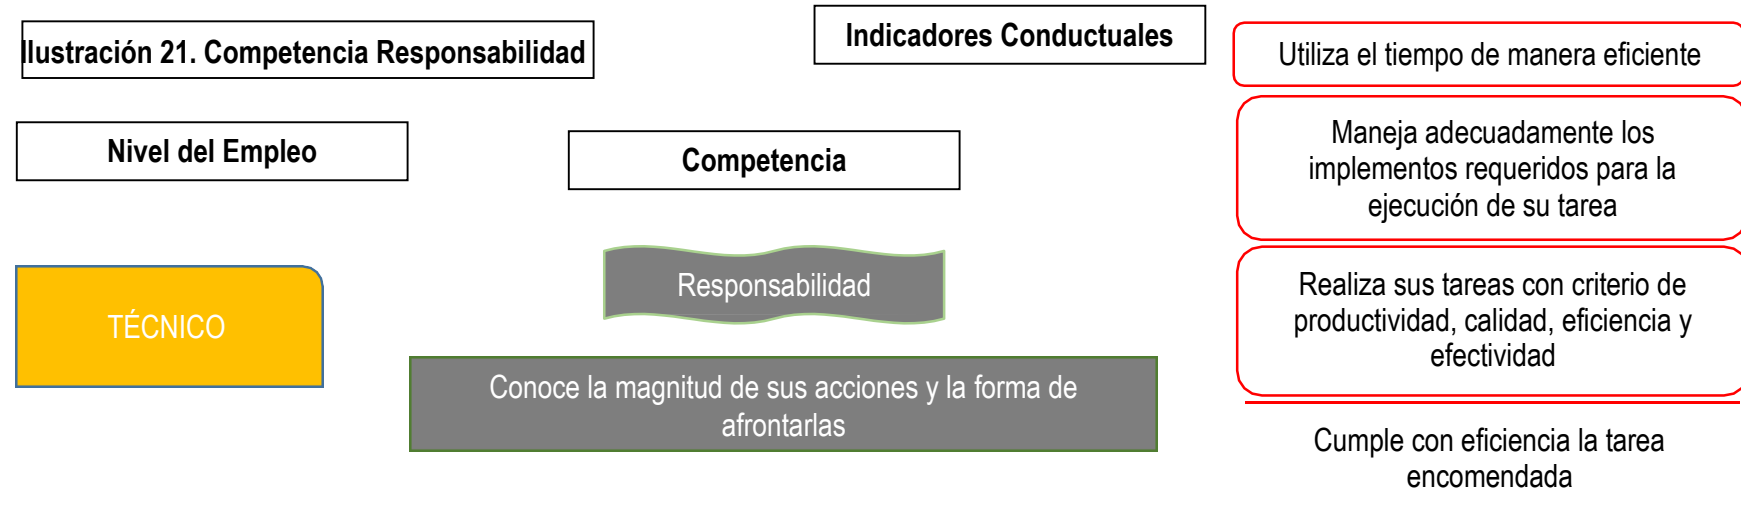 Ilustración 21. Competencia Responsabilidad
Indicadores Conductuales
Nivel del Empleo
Competencia
TÉCNICO
Responsabilidad
Conoce la magnitud de sus acciones y la forma de
afrontarlas
Utiliza el tiempo de manera eficiente
Maneja adecuadamente los
implementos requeridos para la
ejecución de su tarea
Realiza sus tareas con criterio de
productividad, calidad, eficiencia y
efectividad
Cumple con eficiencia la tarea
encomendada